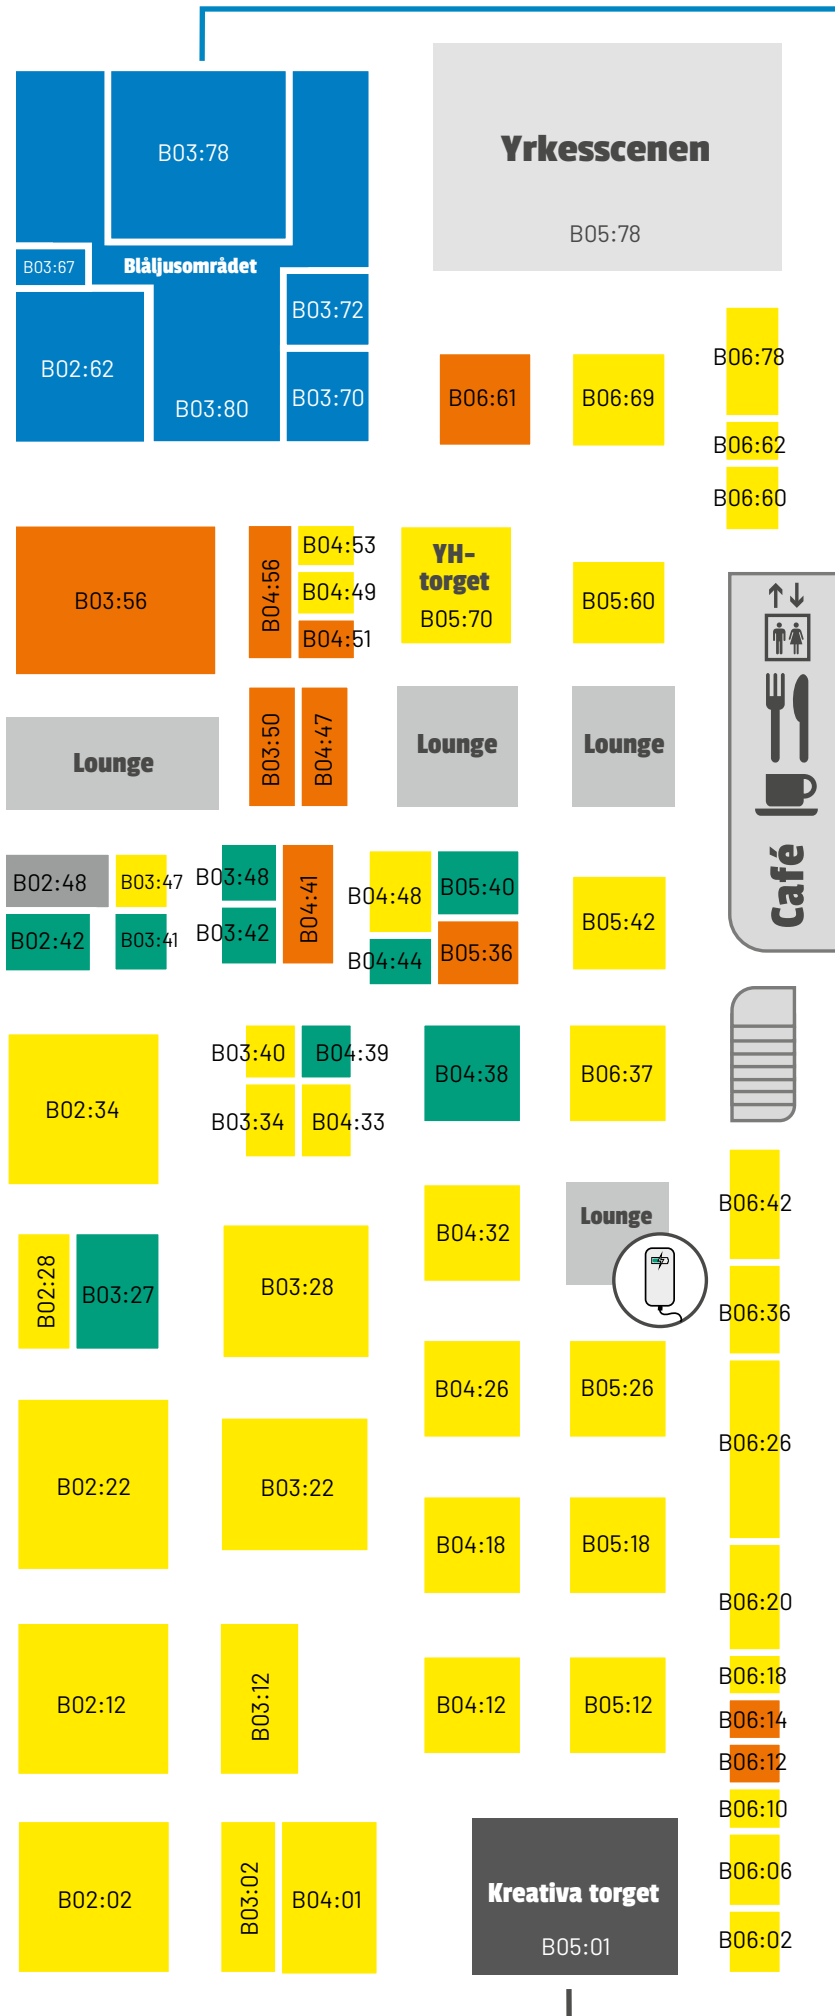 B03:78
Yrkesscenen
B05:78
B03:67
Blåljusområdet
B03:72
B02:62
B03:80
B03:70
B06:78
B06:61
B06:69
B06:62
B06:60
B03:56
B04:56
B04:53
B04:49
B04:51
YH-
torget
B05:70
B05:60
Lounge
B03:50
B04:47
Lounge
Lounge
Café
B02:48
B03:47
B03:48
B04:41
B04:48
B05:40
B02:42
B03:41
B03:42
B04:44
B05:36
B05:42
B02:34
B03:40
B04:39
B03:34
B04:33
B04:38
B06:37
B02:28
B03:27
B03:28
B04:32
Lounge
B06:42
B06:36
B04:26
B05:26
B06:26
B02:22
B03:22
B04:18
B05:18
B06:20
B02:12
B03:12
B04:12
B05:12
B06:18
B06:14
B06:12
B06:10
B02:02
B03:02
B04:01
Kreativa torget
B05:01
B06:06
B06:02